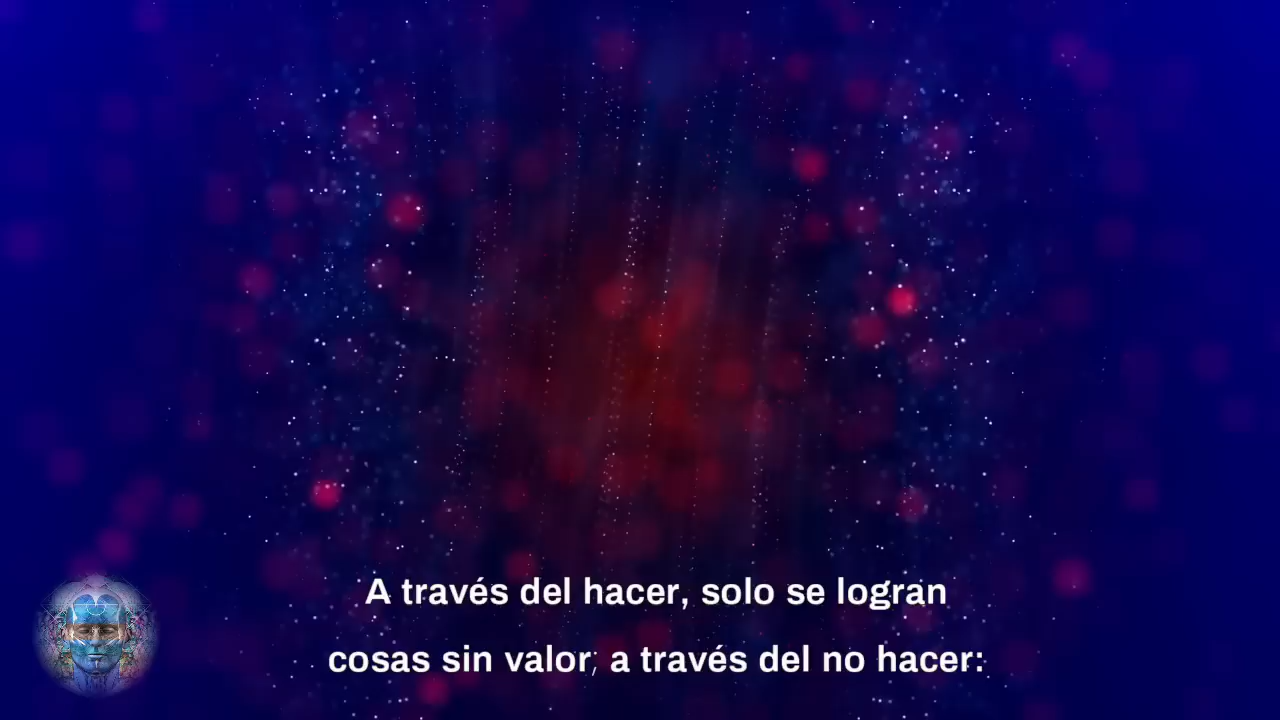 A través del hacer, solo se logran
cosas sin valor; a través del no hacer: